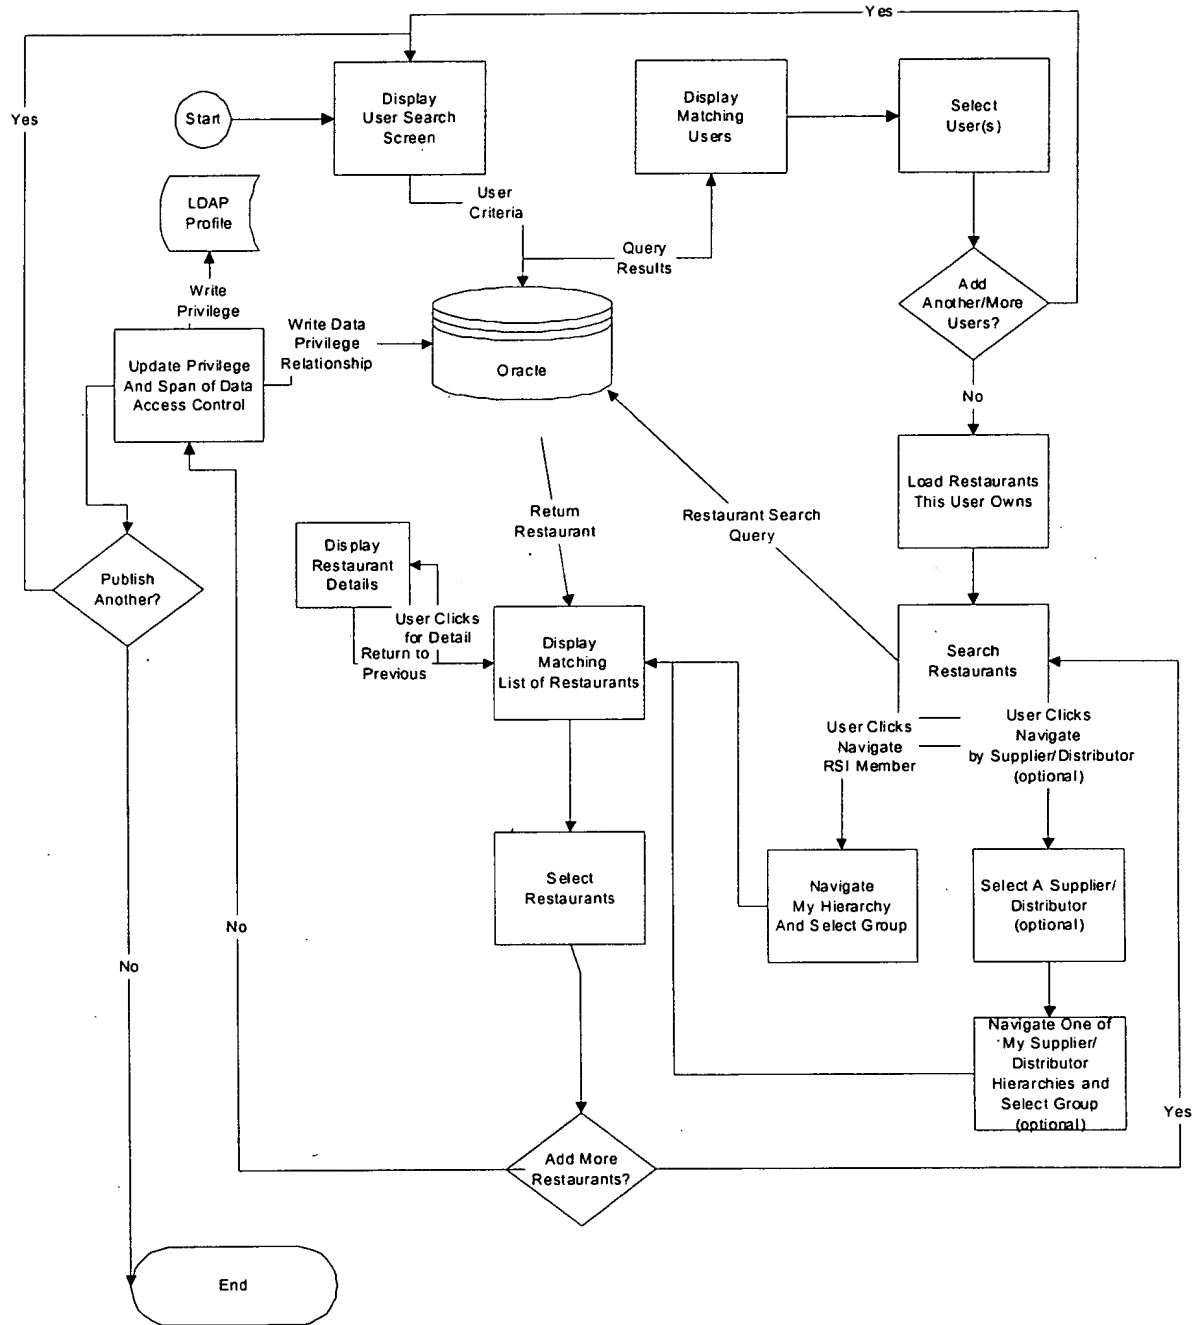 Yes
Yes
Start
Display
User Search
Screen
Display
Matching
Users
Select
User(s)
LDAP
Profile
User
Criteria
Query
Results
Write
Privilege
Write Data
Privilege
Relationship
Oracle
Add
Another/More
Users?
Update Privilege
And Span of Data
Access Control
No
Load Restaurants
This User Owns
Return
Restaurant
Restaurant Search
Query
Display
Restaurant
Details
Publish
Another?
User Clicks
for Detail
Return to
Previous
Display
Matching
List of Restaurants
Search
Restaurants
User Clicks
Navigate
RSI Member
User Clicks
Navigate
by Supplier/Distributor
(optional)
Select
Restaurants
Navigate
My Hierarchy
And Select Group
Select A Supplier/
Distributor
(optional)
No
No
Navigate One of
My Supplier/
Distributor
Hierarchies and
Select Group
(optional)
Yes
Add More
Restaurants?
End